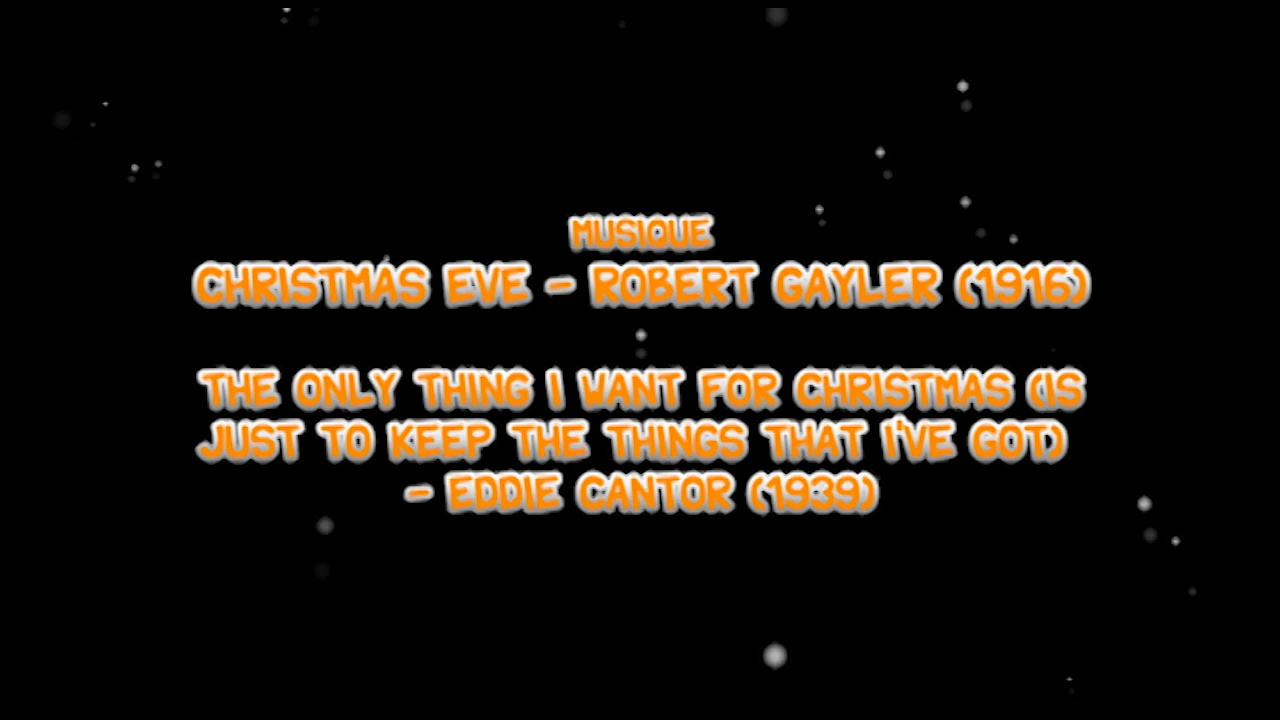 MUSIQUE
CHRISTMAS EVE - ROBERT GAYLER (1916)
THE ONLY THING I WANT FOR CHRISTMAS (IS
JUST TO KEEP THE THINGS THAT I'VE GOT)
- EDDIE CANTOR (1939)